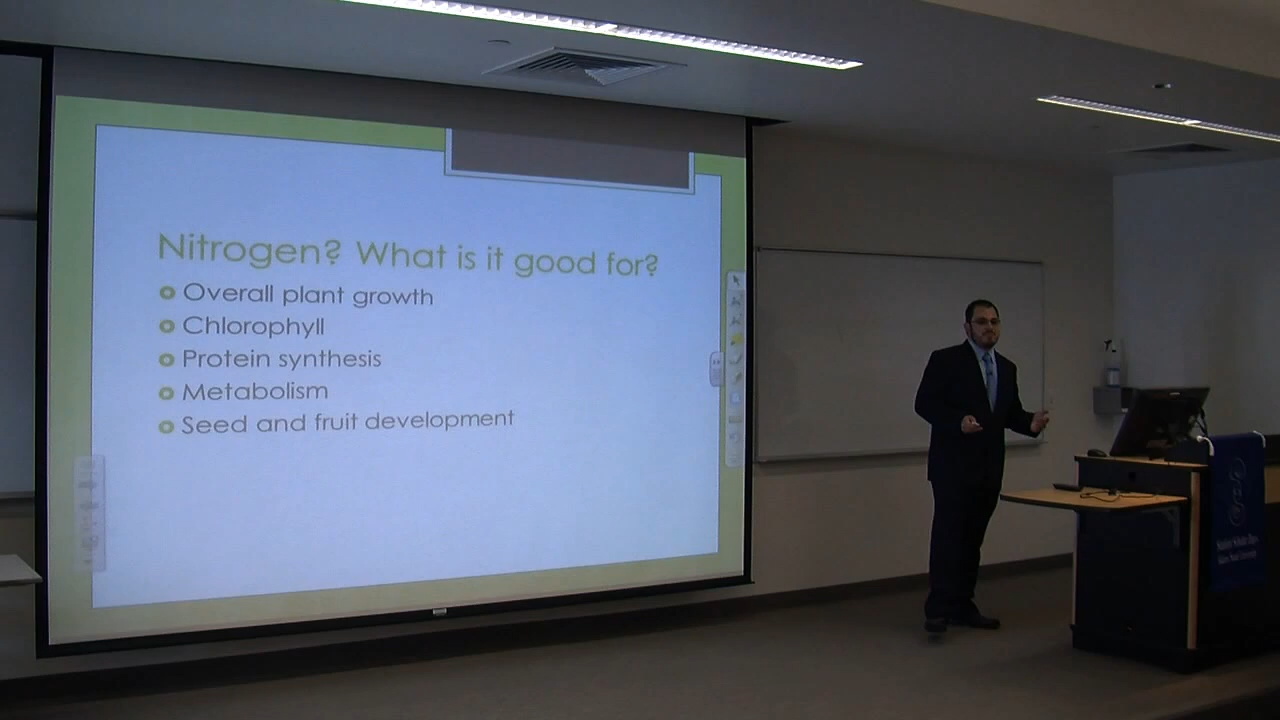 Nitrogen? What is it good for?
Overall plant growth
Chlorophyll
Protein synthesis
Metabolism
Seed and fruit development